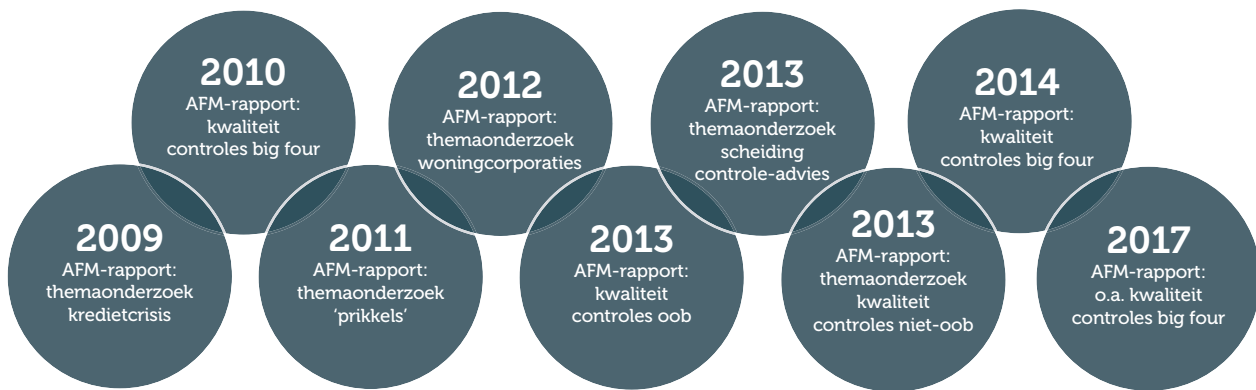 2009
AFM-rapport:
themaonderzoek
kredietcrisis
2010
AFM-rapport:
kwaliteit
controles big four
2011
AFM-rapport:
themaonderzoek
‘prikkels’
2012
AFM-rapport:
themaonderzoek
woningcorporaties
2013
AFM-rapport:
kwaliteit
controles oob
2013
AFM-rapport:
themaonderzoek
scheiding
controle-advies
2013
AFM-rapport:
themaonderzoek
kwaliteit
controles niet-oob
2014
AFM-rapport:
kwaliteit
controles big four
2017
AFM-rapport:
o.a. kwaliteit
controles big four